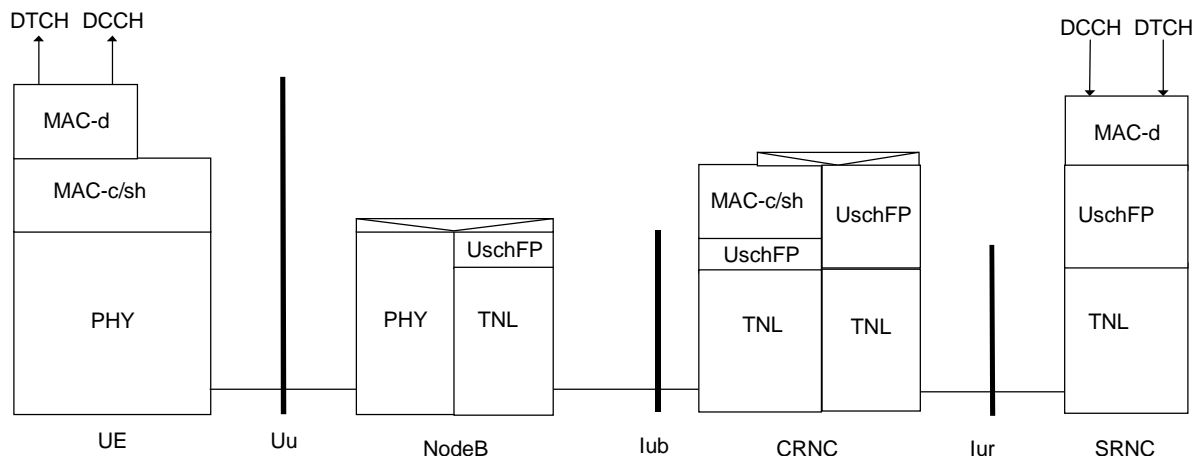 DTCH DCCH
DCCH DTCH
MAC-d
MAC-d
MAC-c/sh
MAC-c/sh
UschFP
UschFP
UschFP
UschFP
PHY
PHY
TNL
TNL
TNL
TNL
UE
Uu
NodeB
Iub
CRNC
Iur
SRNC